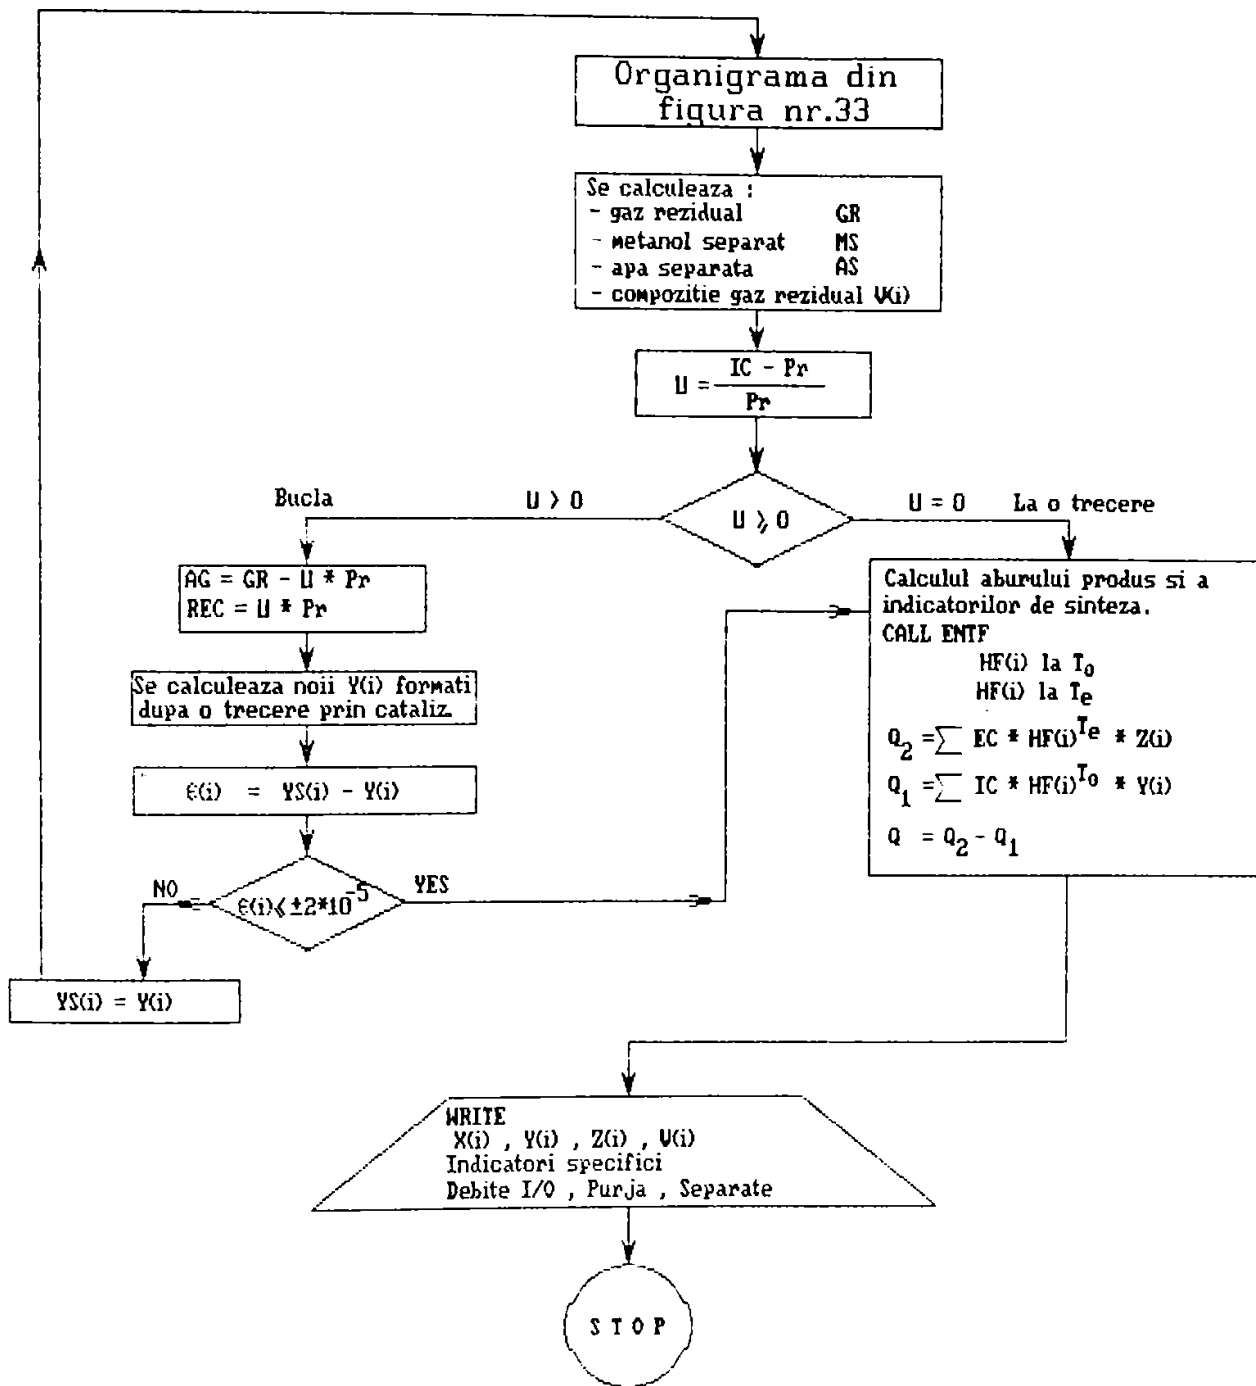 Organigrama din
figura nr.33
Se calculeaza :
- gaz rezidual GR
- metanol separat MS
- apa separata AS
- compozitie gaz rezidual V(i)
U = IC - Pr
Pr
Bucla
U > 0
U ⩾ 0
U = 0
La o trecere
AG = GR - U * Pr
REC = U * Pr
Se calculeaza noii Y(i) formati
dupa o trecere prin cataliz.
€(i) = YS(i) - Y(i)
NO
€(i)⩽ ±2*10⁻⁵
YES
YS(i) = Y(i)
Calculul aburului produs si a
indicatorilor de sinteza.
CALL ENTF
HF(i) la T₀
HF(i) la Te
Q₂ = ∑ EC * HF(i)^Te * Z(i)
Q₁ = ∑ IC * HF(i)^T₀ * Y(i)
Q = Q₂ - Q₁
WRITE
X(i) , Y(i) , Z(i) , V(i)
Indicatori specifici
Debite I/O , Purja , Separate
S T O P